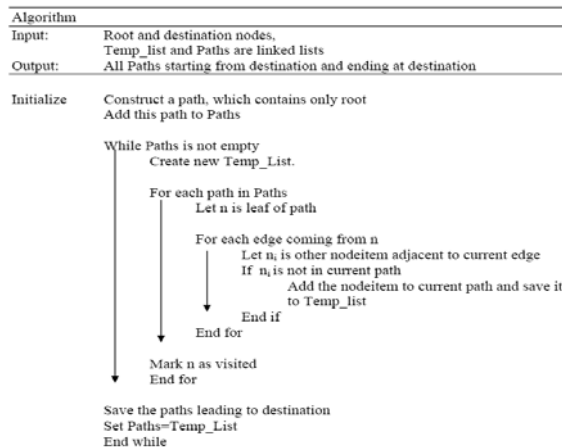 Algorithm
Input: Root and destination nodes,
Temp_list and Paths are linked lists
Output: All Paths starting from destination and ending at destination
Initialize Construct a path, which contains only root
Add this path to Paths
While Paths is not empty
Create new Temp_List.
For each path in Paths
Let n is leaf of path
For each edge coming from n
Let nᵢ is other nodeitem adjacent to current edge
If nᵢ is not in current path
Add the nodeitem to current path and save it
to Temp_list
End if
End for
Mark n as visited
End for
Save the paths leading to destination
Set Paths=Temp_List
End while